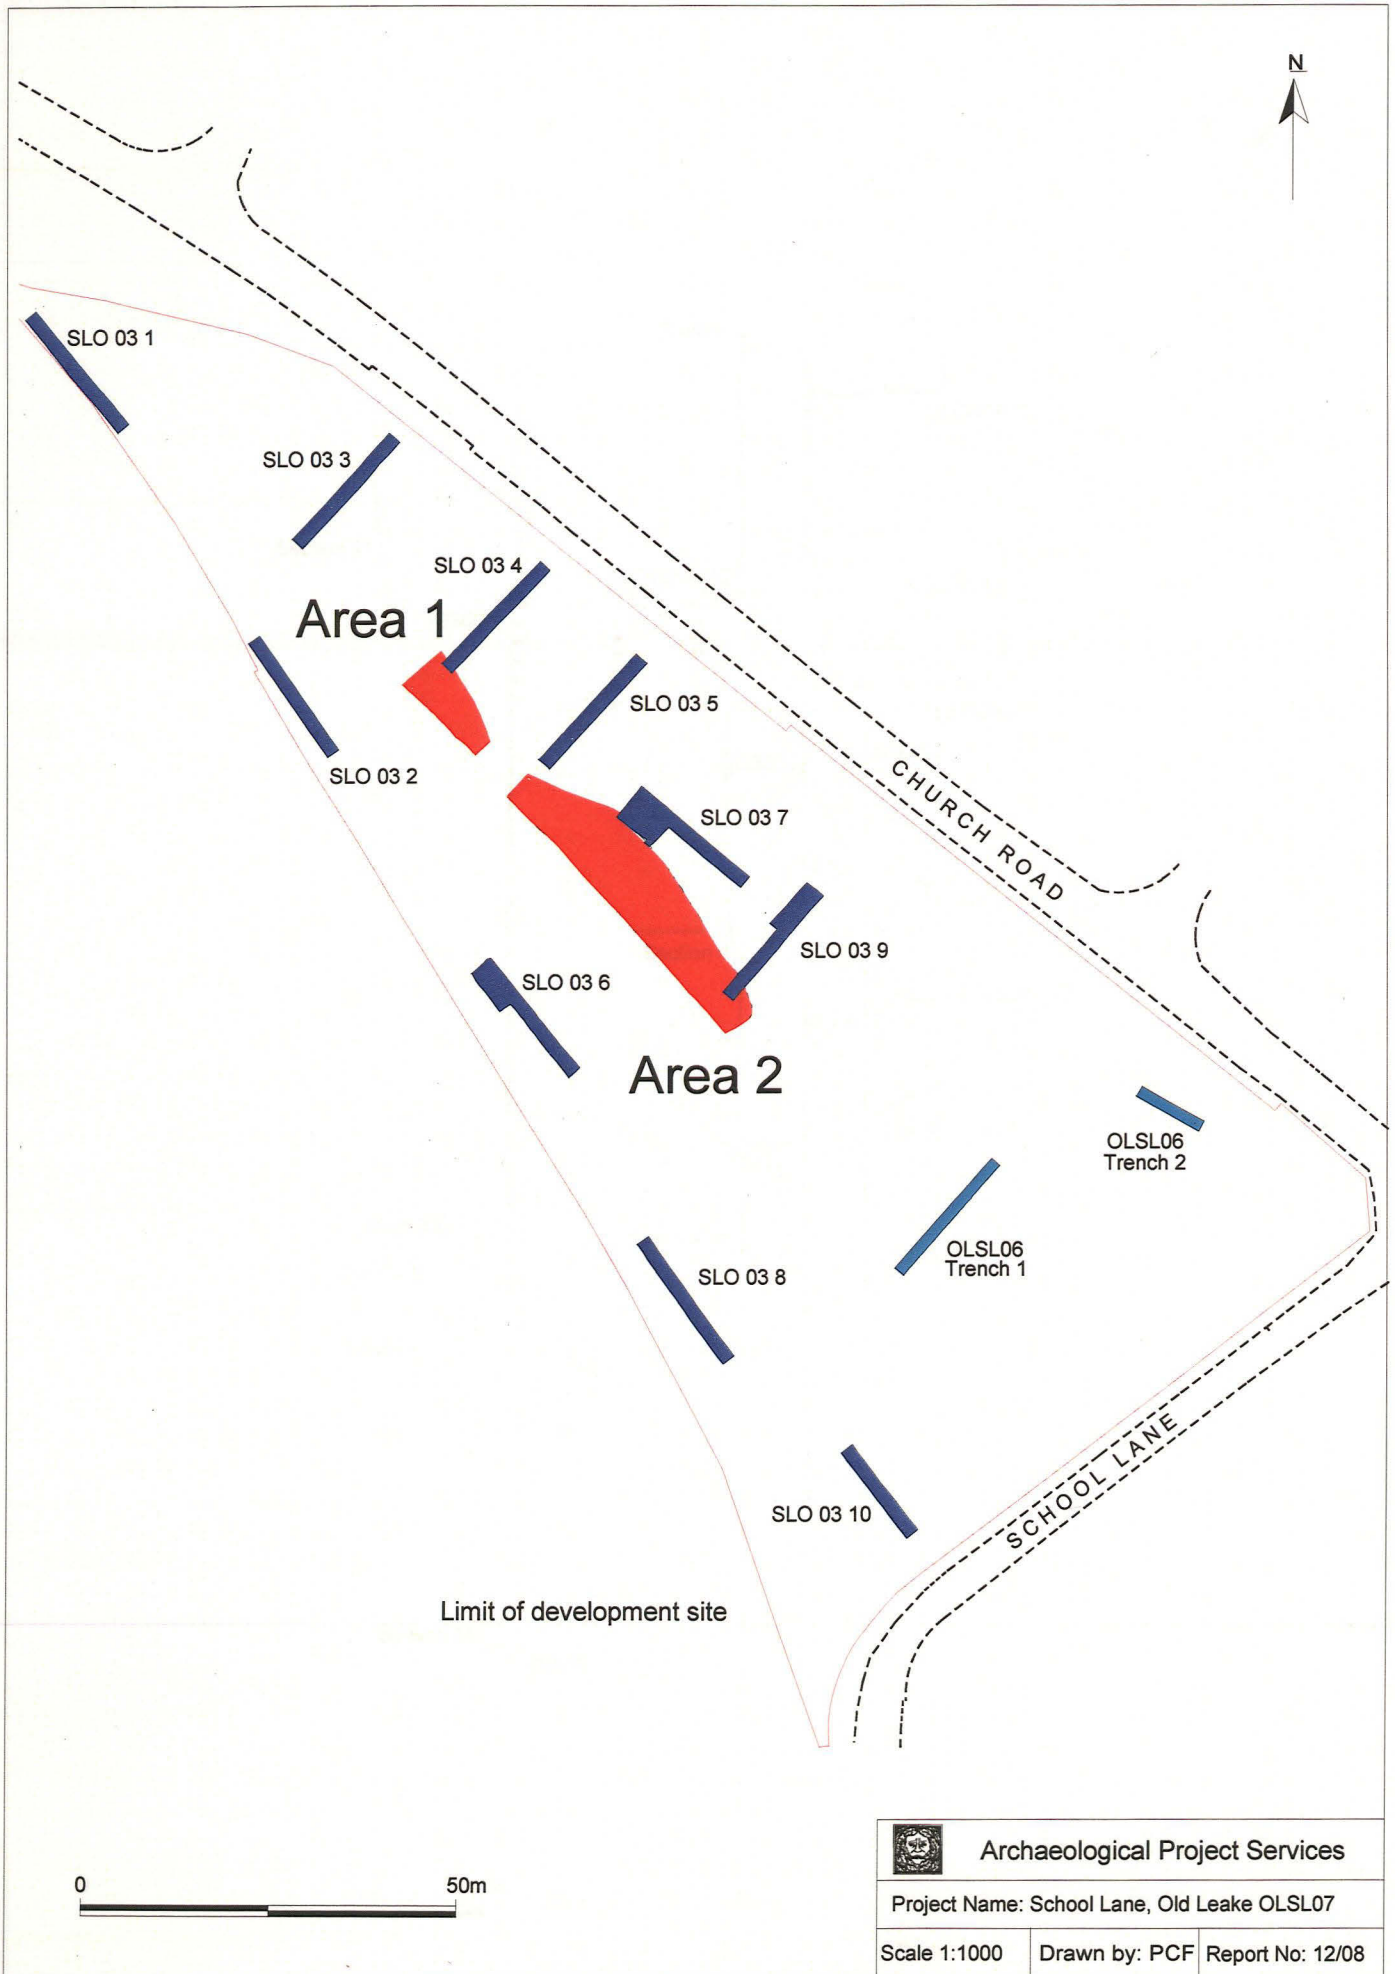 N
SLO 03 1
SLO 03 3
SLO 03 4
Area 1
SLO 03 5
SLO 03 2
CHURCH ROAD
SLO 03 7
SLO 03 9
SLO 03 6
Area 2
OLSL06
Trench 2
OLSL06
Trench 1
SLO 03 8
SCHOOL LANE
SLO 03 10
Limit of development site
0 50m
Archaeological Project Services
Project Name: School Lane, Old Leake OLSL07
Scale 1:1000 Drawn by: PCF Report No: 12/08